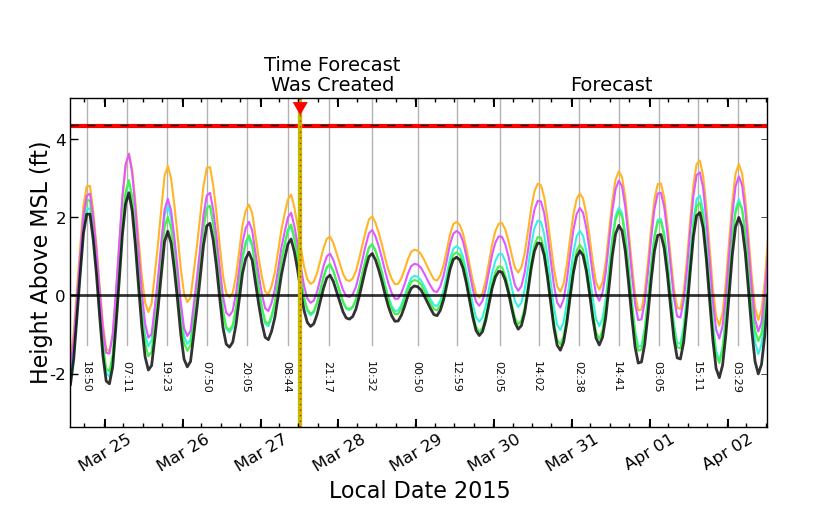 Time Forecast
Was Created
Forecast
Height Above MSL (ft)
4
2
0
-2
18:50
07:11
19:23
07:50
20:05
08:44
21:17
10:32
00:50
12:59
02:05
14:02
02:38
14:41
03:05
15:11
03:29
Mar 25
Mar 26
Mar 27
Mar 28
Mar 29
Mar 30
Mar 31
Apr 01
Apr 02
Local Date 2015